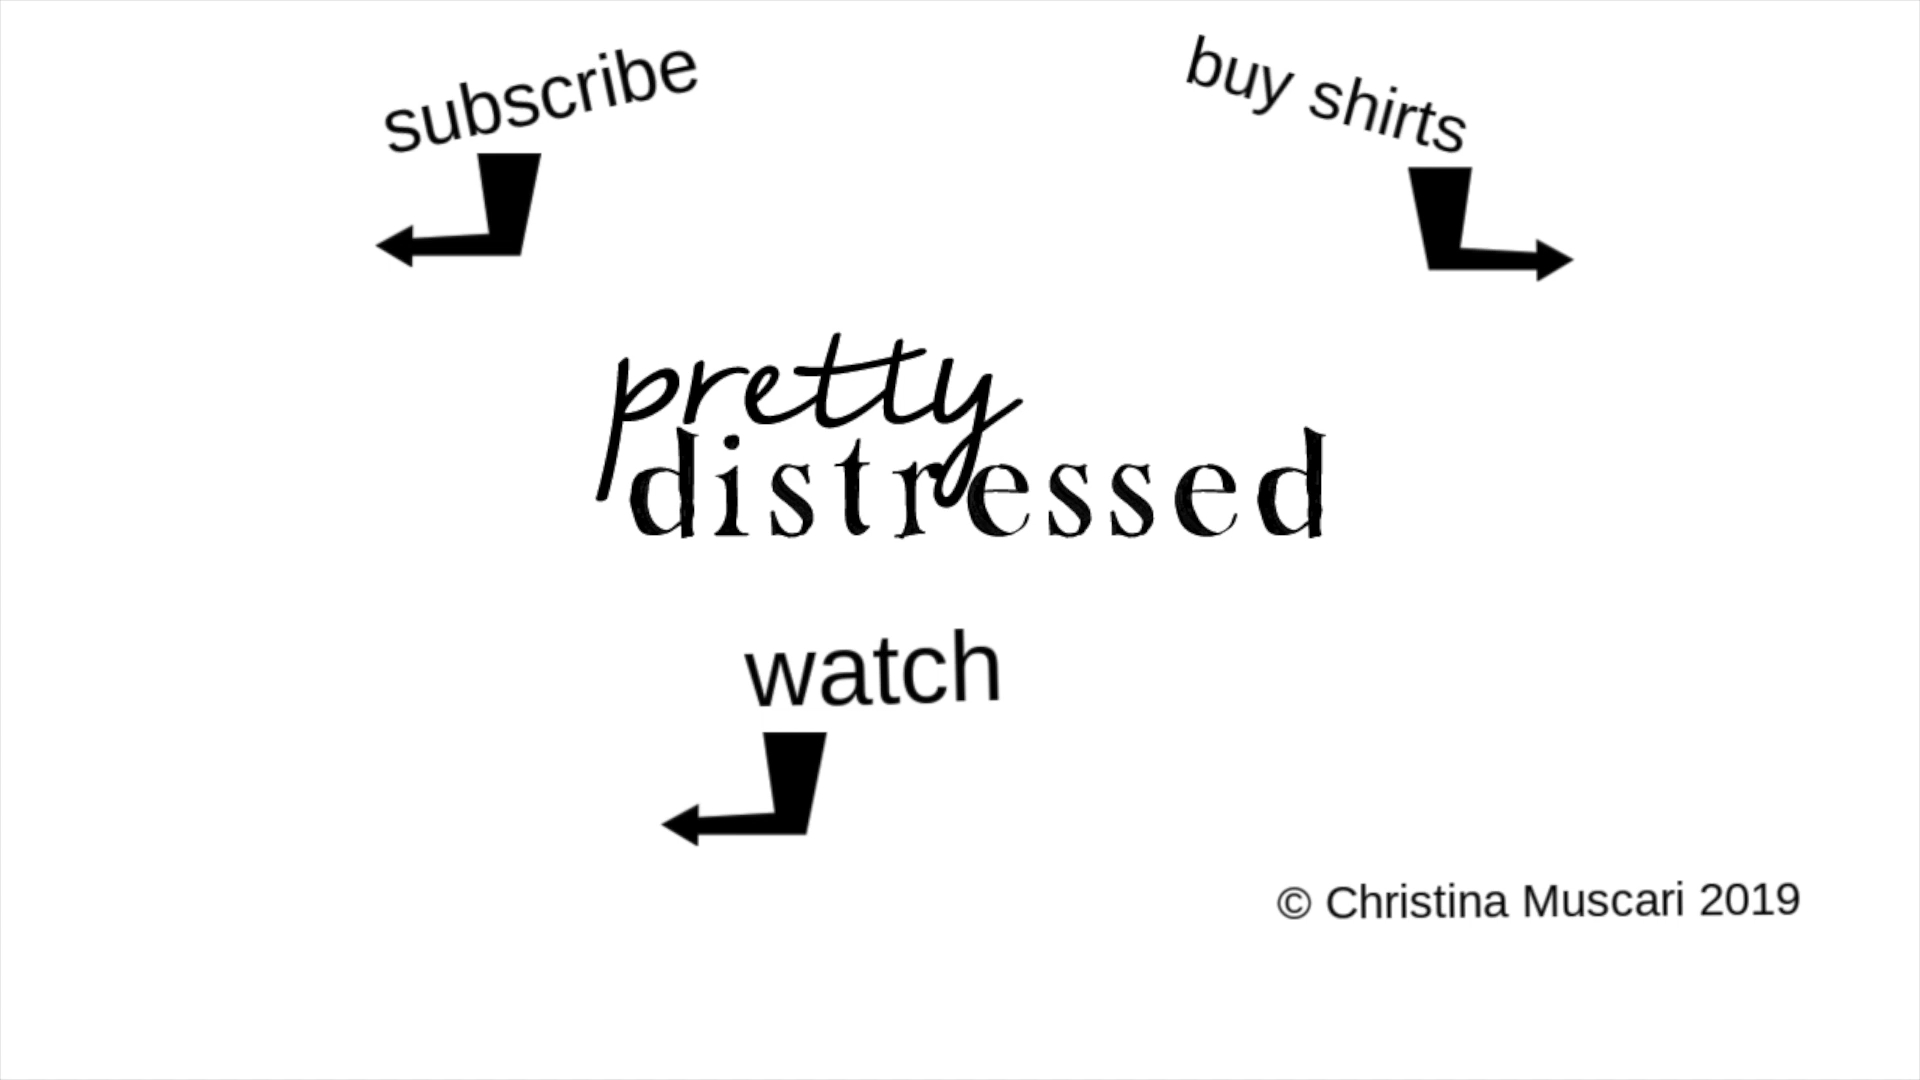 subscribe
buy shirts
pretty
distressed
watch
© Christina Muscari 2019